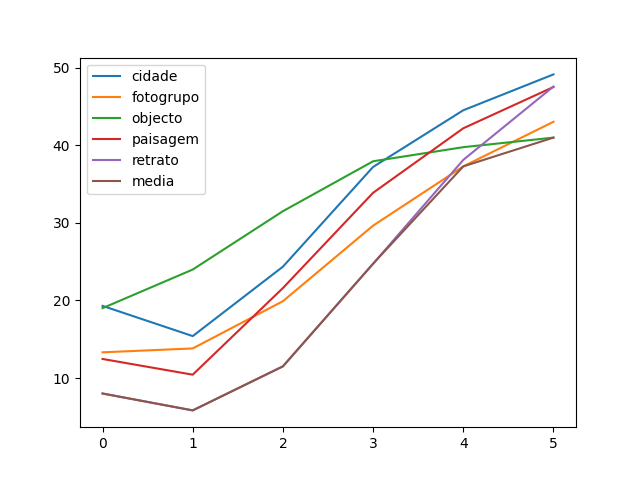 50
40
30
20
10
0 1 2 3 4 5
cidade
fotogrupo
objecto
paisagem
retrato
media